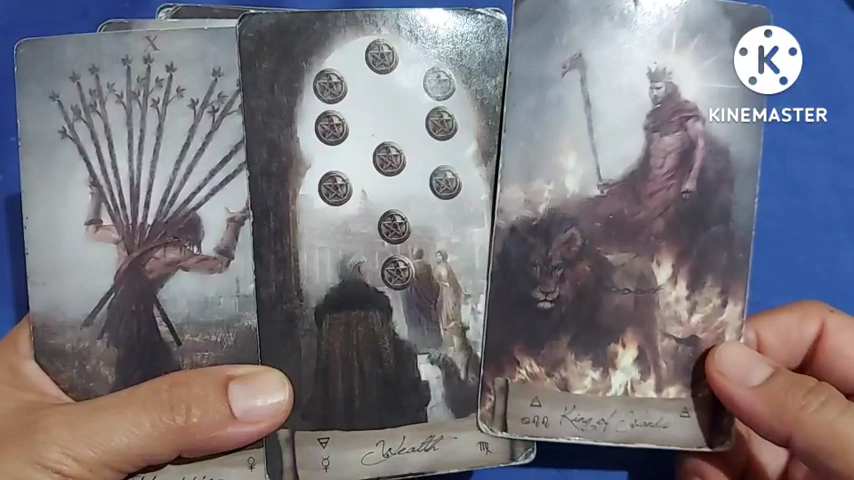 X
K
KINEMASTER
Wealth
King of Wands